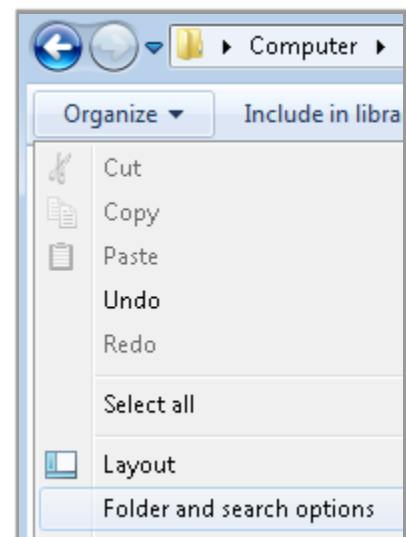 Computer
Organize Include in libra
Cut
Copy
Paste
Undo
Redo
Select all
Layout
Folder and search options